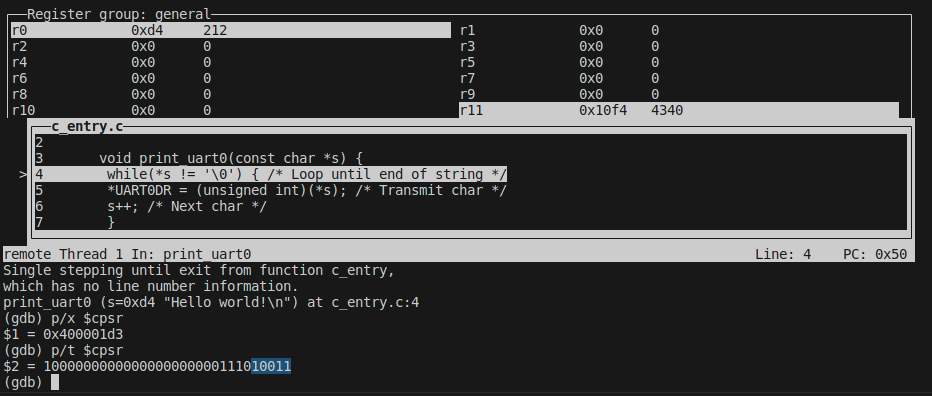 Register group: general
r0 0xd4 212 r1 0x0 0
r2 0x0 0 r3 0x0 0
r4 0x0 0 r5 0x0 0
r6 0x0 0 r7 0x0 0
r8 0x0 0 r9 0x0 0
r10 0x0 0 r11 0x10f4 4340
c_entry.c
2
3 void print_uart0(const char *s) {
>4 while(*s != '\0') { /* Loop until end of string */
5 *UART0DR = (unsigned int)(*s); /* Transmit char */
6 s++; /* Next char */
7 }
remote Thread 1 In: print_uart0 Line: 4 PC: 0x50
Single stepping until exit from function c_entry,
which has no line number information.
print_uart0 (s=0xd4 "Hello world!\n") at c_entry.c:4
(gdb) p/x $cpsr
$1 = 0x400001d3
(gdb) p/t $cpsr
$2 = 1000000000000000000000111010011
(gdb)